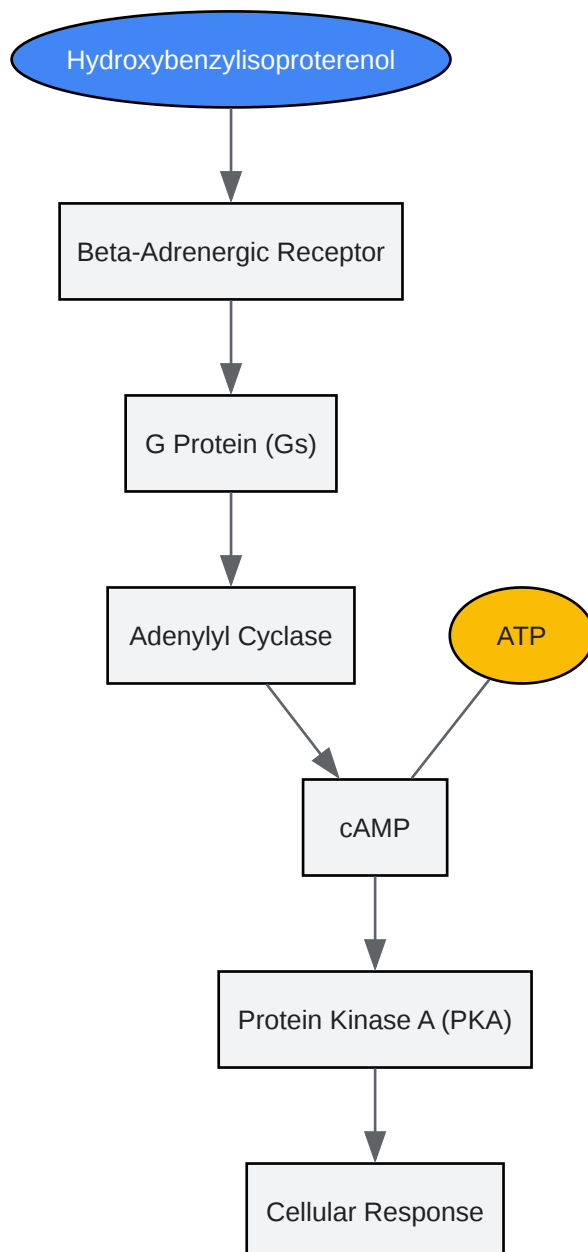 Hydroxybenzylisoproterenol
Beta-Adrenergic Receptor
G Protein (Gs)
Adenylyl Cyclase
ATP
cAMP
Protein Kinase A (PKA)
Cellular Response